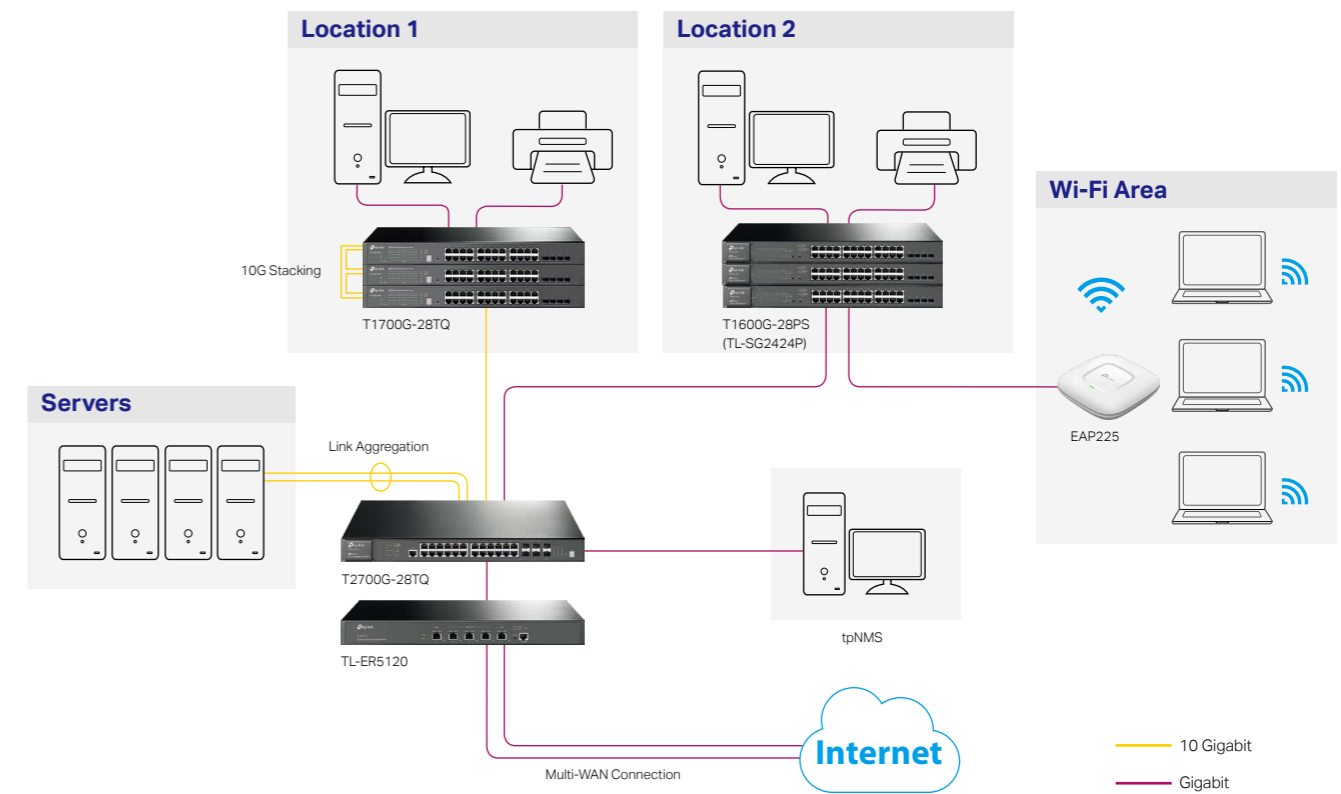 Location 1
Location 2
10G Stacking
T1700G-28TQ
T1600G-28PS
(TL-SG2424P)
Wi-Fi Area
EAP225
Servers
Link Aggregation
T2700G-28TQ
tpNMS
TL-ER5120
Multi-WAN Connection
Internet
10 Gigabit
Gigabit